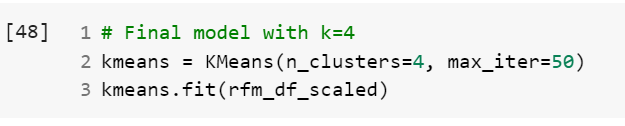 [48] 1 # Final model with k=4
2 kmeans = KMeans(n_clusters=4, max_iter=50)
3 kmeans.fit(rfm_df_scaled)